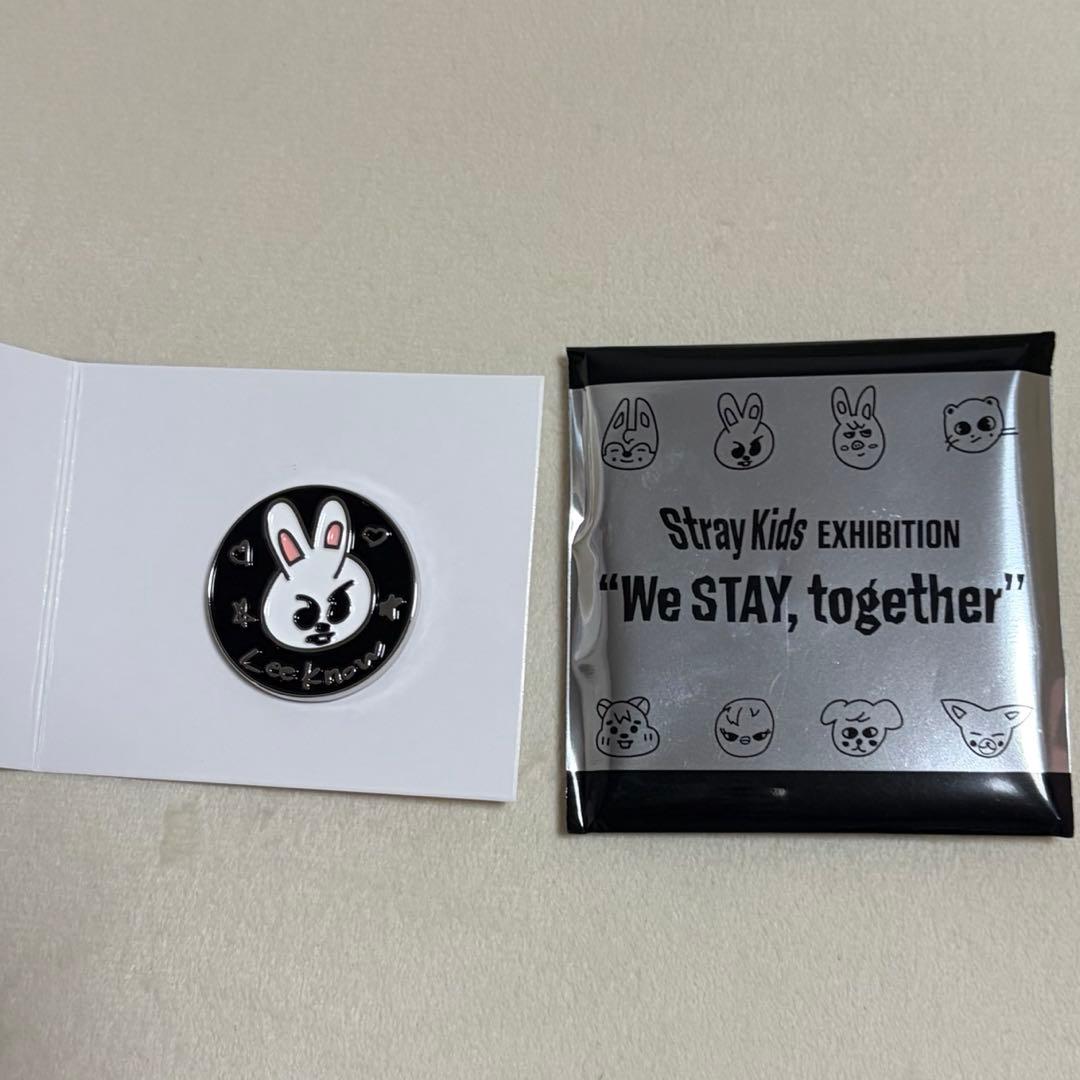 Lee know
Stray Kids EXHIBITION
"We STAY, together"